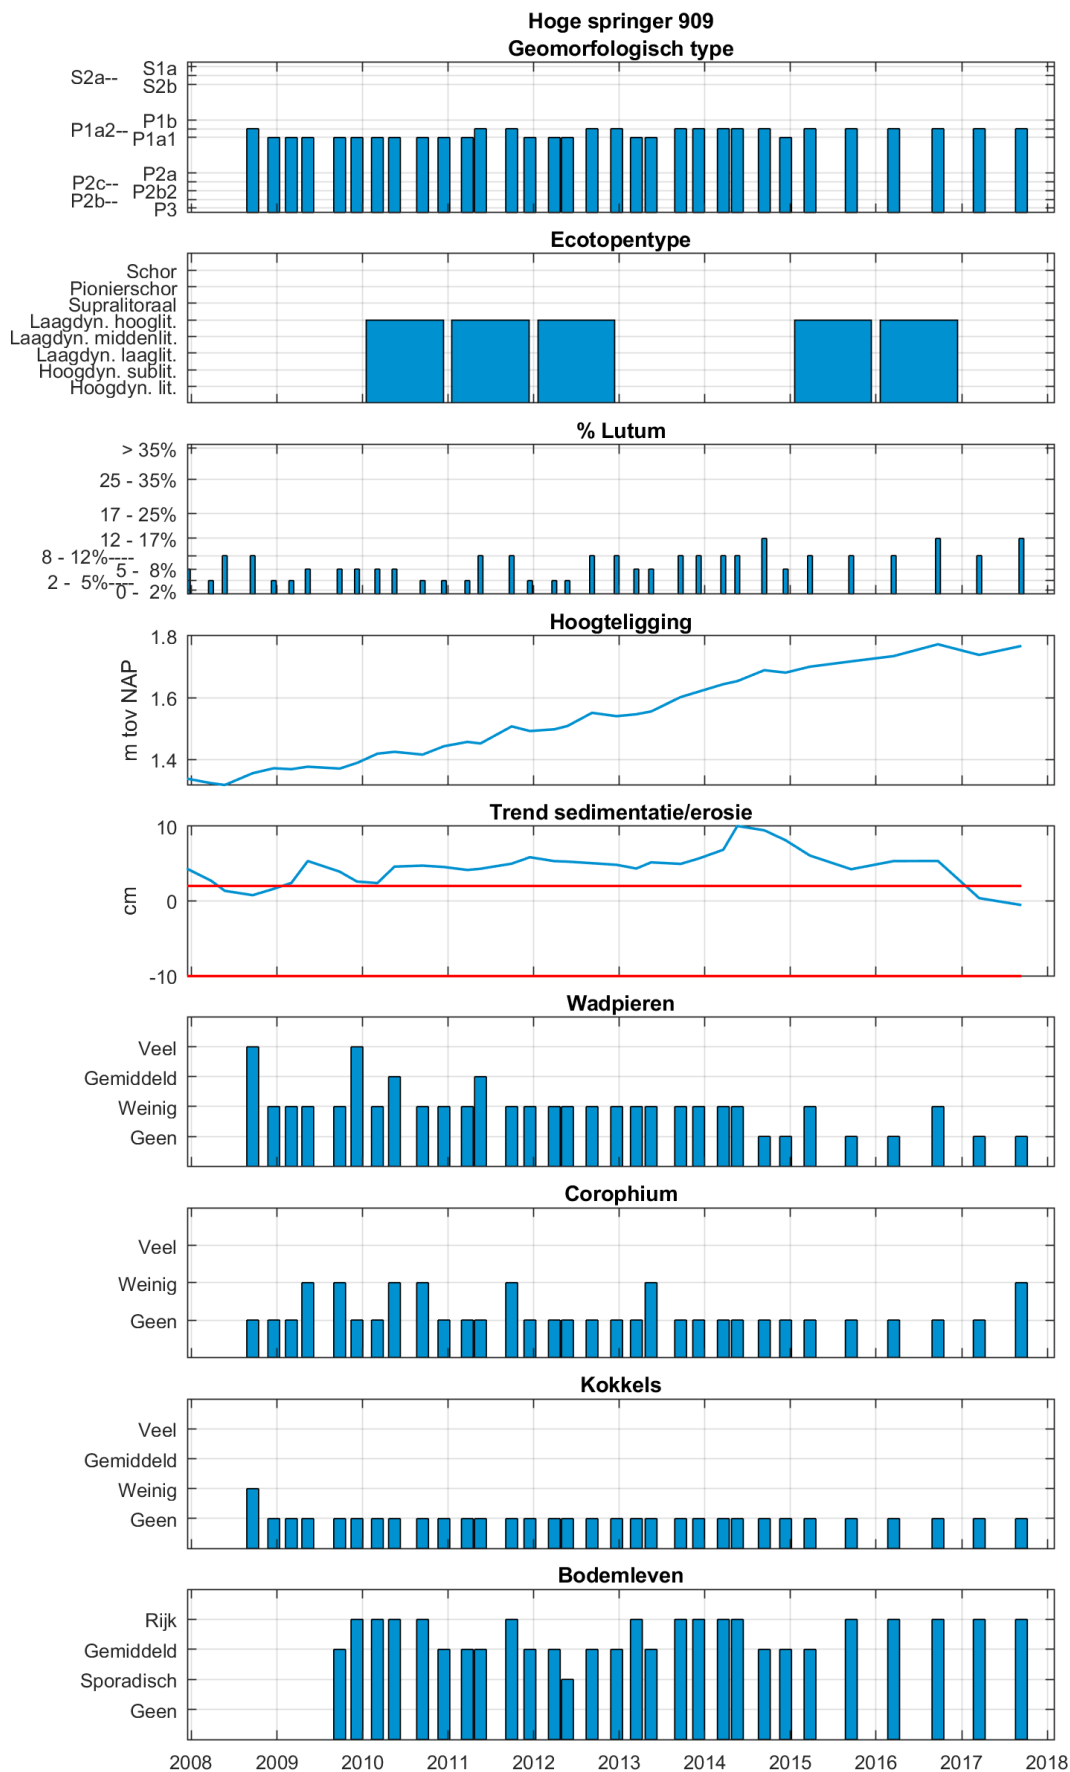 Hoge springer 909
Geomorfologisch type
S1a
S2a--
S2b
P1b
P1a2--
P1a1
P2a
P2c--
P2b2
P2b--
P3
Ecotopentype
Schor
Pionierschor
Supralitoraal
Laagdyn. hooglit.
Laagdyn. middenlit.
Laagdyn. laaglit.
Hoogdyn. sublit.
Hoogdyn. lit.
% Lutum
> 35%
25 - 35%
17 - 25%
12 - 17%
8 - 12%----
5 - 8%
2 - 5%----
0 - 2%
Hoogteligging
m tov NAP
1.8
1.6
1.4
Trend sedimentatie/erosie
cm
10
0
-10
Wadpieren
Veel
Gemiddeld
Weinig
Geen
Corophium
Veel
Weinig
Geen
Kokkels
Veel
Gemiddeld
Weinig
Geen
Bodemleven
Rijk
Gemiddeld
Sporadisch
Geen
2008 2009 2010 2011 2012 2013 2014 2015 2016 2017 2018